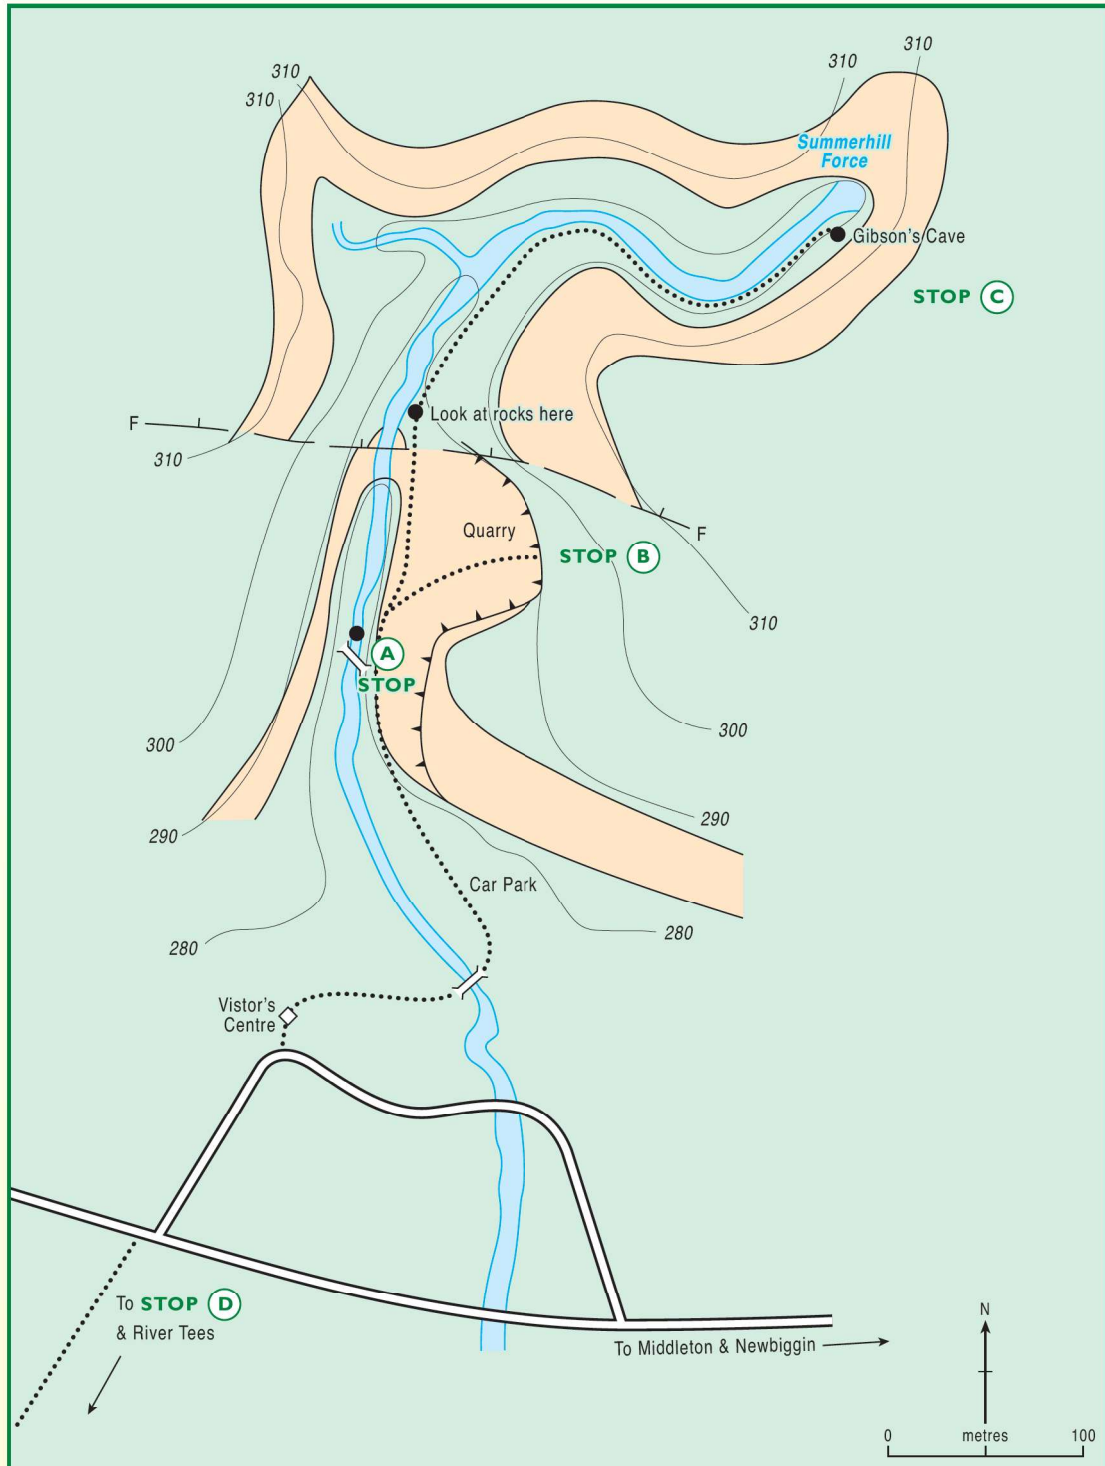 310
310
310
310
Summerhill
Force
Gibson's Cave
STOP C
Look at rocks here
F
310
Quarry
F
STOP B
310
A
STOP
300
300
290
290
Car Park
280
280
Vistor's
Centre
To STOP D
& River Tees
To Middleton & Newbiggin
N
0 metres 100